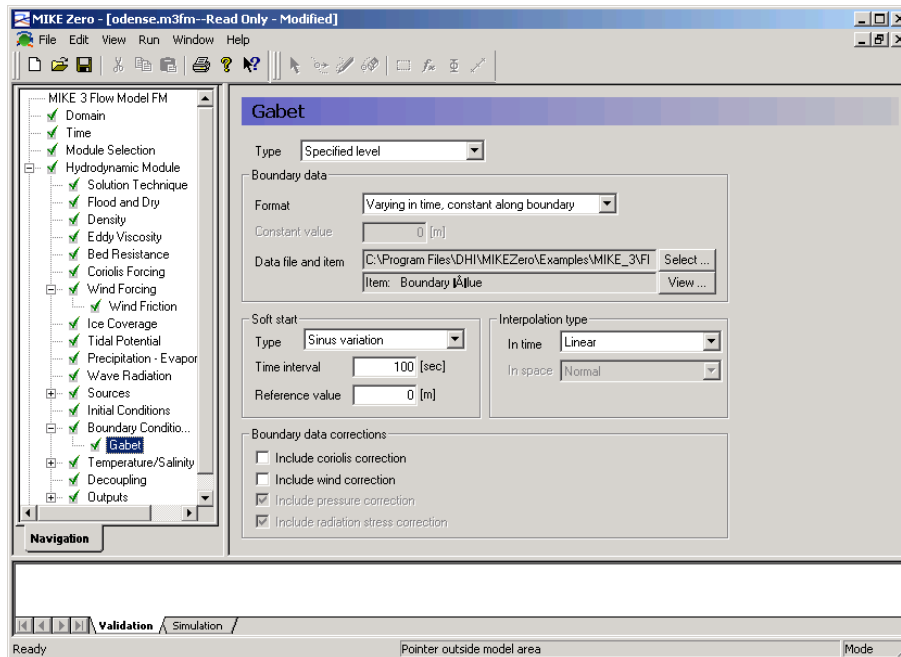 MIKE Zero - [odense.m3fm--Read Only - Modified]
File Edit View Run Window Help
MIKE 3 Flow Model FM
Domain
Time
Module Selection
Hydrodynamic Module
Solution Technique
Flood and Dry
Density
Eddy Viscosity
Bed Resistance
Coriolis Forcing
Wind Forcing
Wind Friction
Ice Coverage
Tidal Potential
Precipitation - Evapor
Wave Radiation
Sources
Initial Conditions
Boundary Conditio...
Gabet
Temperature/Salinity
Decoupling
Outputs
Navigation
Gabet
Type Specified level
Boundary data
Format Varying in time, constant along boundary
Constant value 0 [m]
Data file and item C:\Program Files\DHI\MIKEZero\Examples\MIKE_3\Fl Select ...
Item: Boundary View ...
Soft start
Type Sinus variation
Time interval 100 [sec]
Reference value 0 [m]
Interpolation type
In time Linear
In space Normal
Boundary data corrections
Include coriolis correction
Include wind correction
Include pressure correction
Include radiation stress correction
Validation Simulation
Ready Pointer outside model area Mode